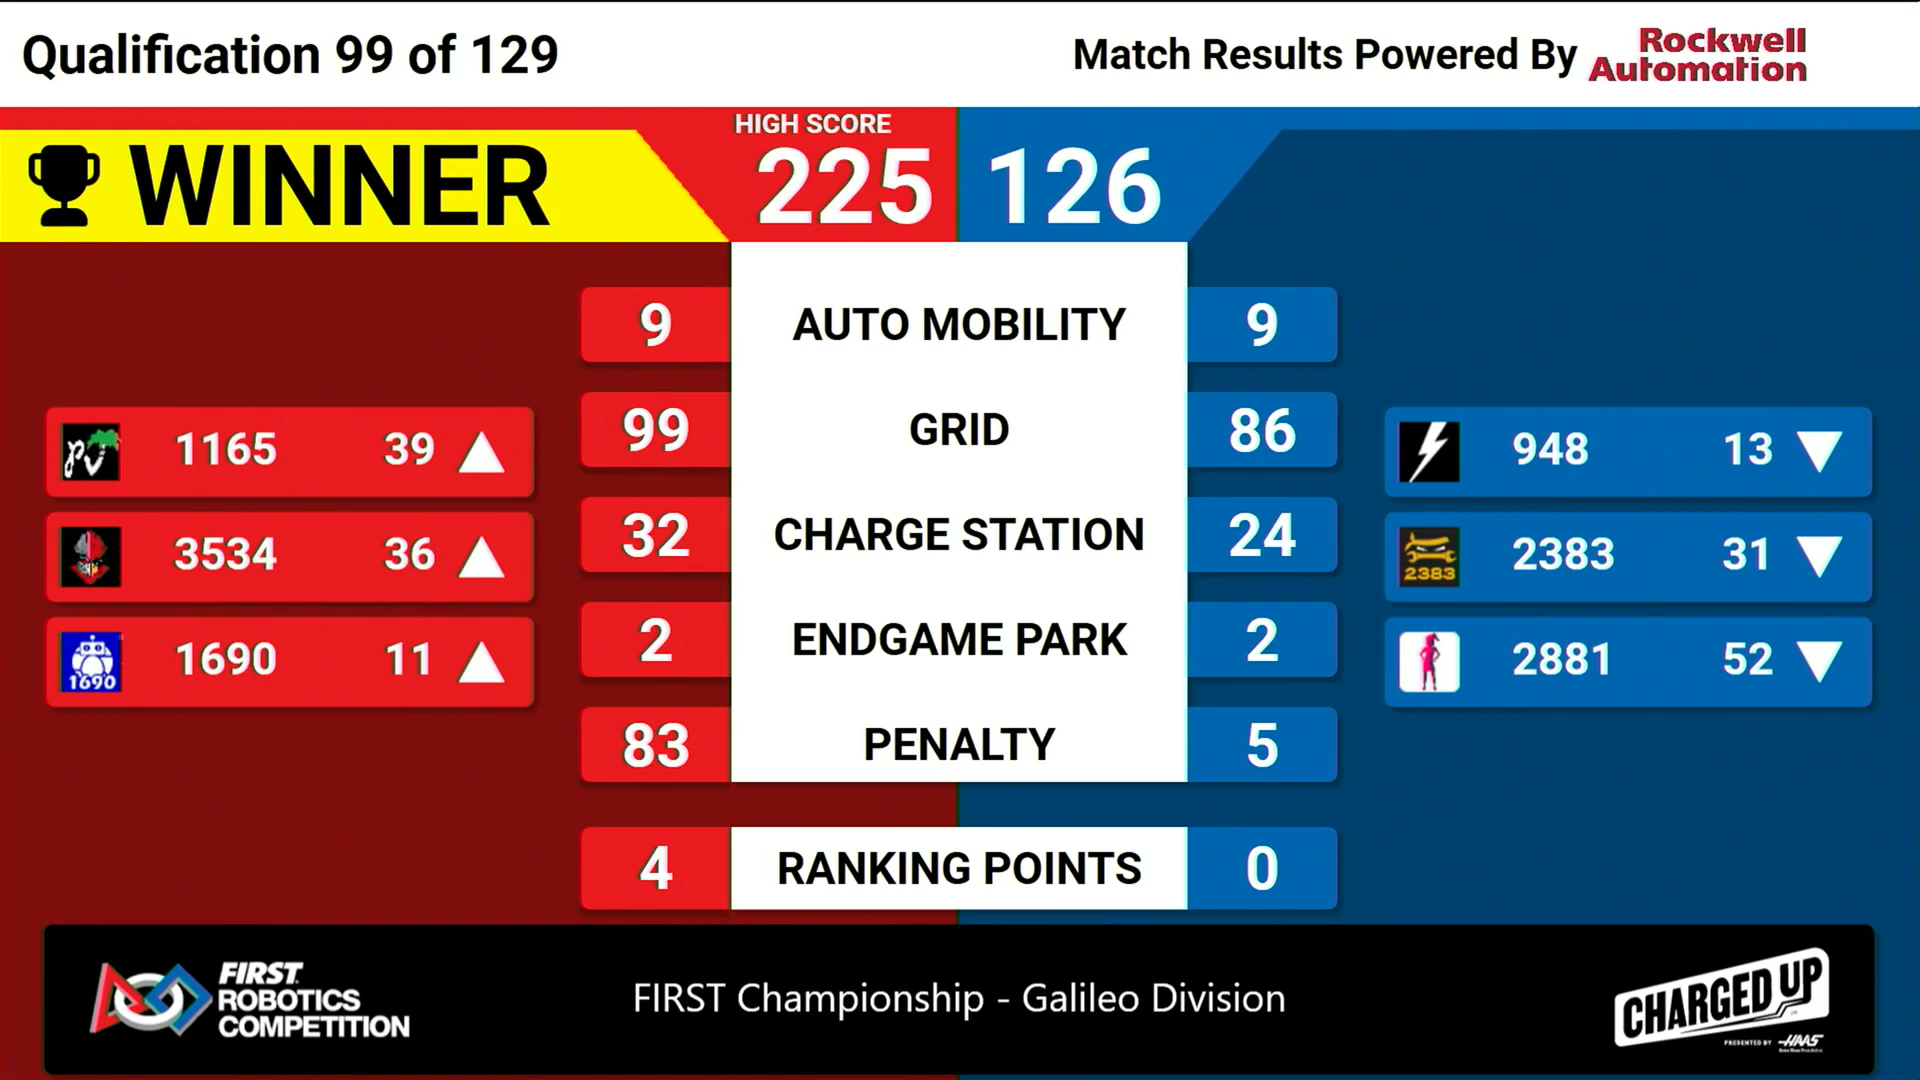 Qualification 99 of 129
Match Results Powered By
Rockwell
Automation
HIGH SCORE
WINNER 225 126
9 AUTO MOBILITY 9
99 GRID 86
32 CHARGE STATION 24
2 ENDGAME PARK 2
83 PENALTY 5
4 RANKING POINTS 0
1165 39
3534 36
1690 1690 11
948 13
2383 2383 31
2881 52
FIRST
ROBOTICS
COMPETITION
FIRST Championship - Galileo Division
CHARGED UP
PRESENTED BY HAAS